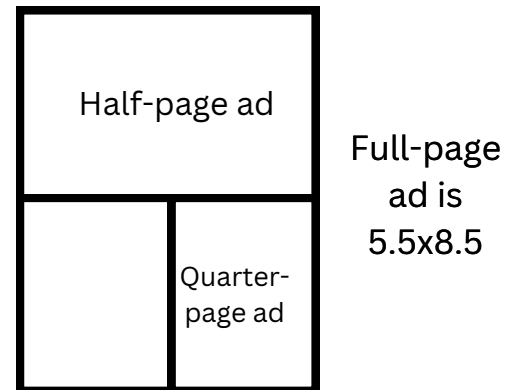 Half-page ad
Full-page
ad is
5.5x8.5
Quarter-
page ad